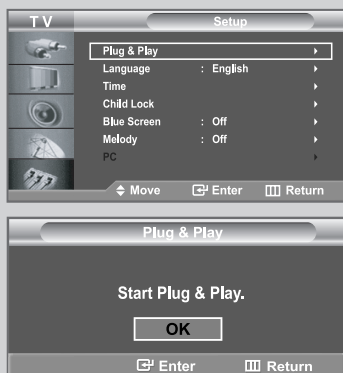 TV Setup
Plug & Play
Language : English
Time
Child Lock
Blue Screen : Off
Melody : Off
PC
Move Enter Return
Plug & Play
Start Plug & Play.
OK
Enter Return